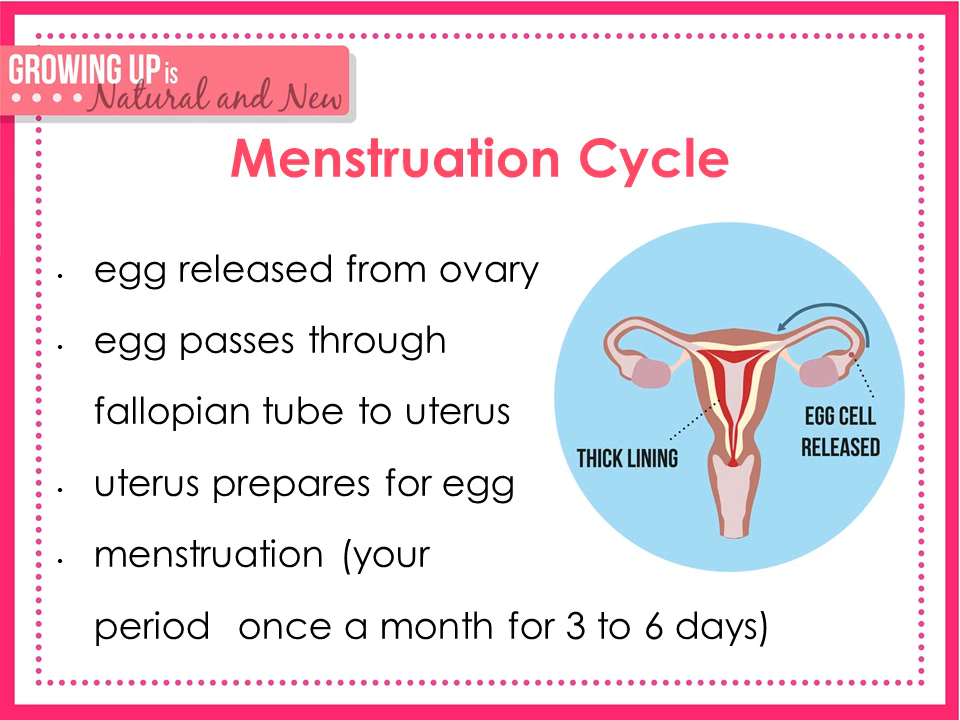 GROWING UP is
Natural and New
Menstruation Cycle
• egg released from ovary
• egg passes through
fallopian tube to uterus
• uterus prepares for egg
• menstruation (your
period once a month for 3 to 6 days)
THICK LINING
EGG CELL
RELEASED